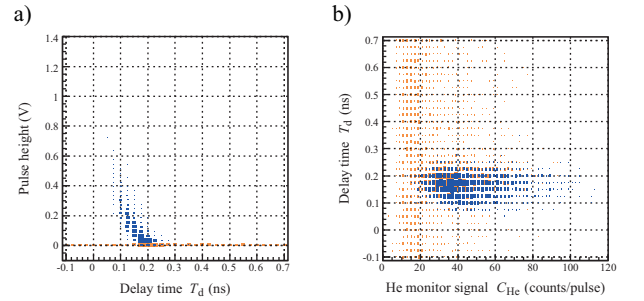 a)
b)
1.4
1.2
1
0.8
0.6
0.4
0.2
0
Pulse height (V)
-0.1 0 0.1 0.2 0.3 0.4 0.5 0.6 0.7
Delay time Td (ns)
0.7
0.6
0.5
0.4
0.3
0.2
0.1
0
-0.1
Delay time Td (ns)
0 20 40 60 80 100 120
He monitor signal CHe (counts/pulse)